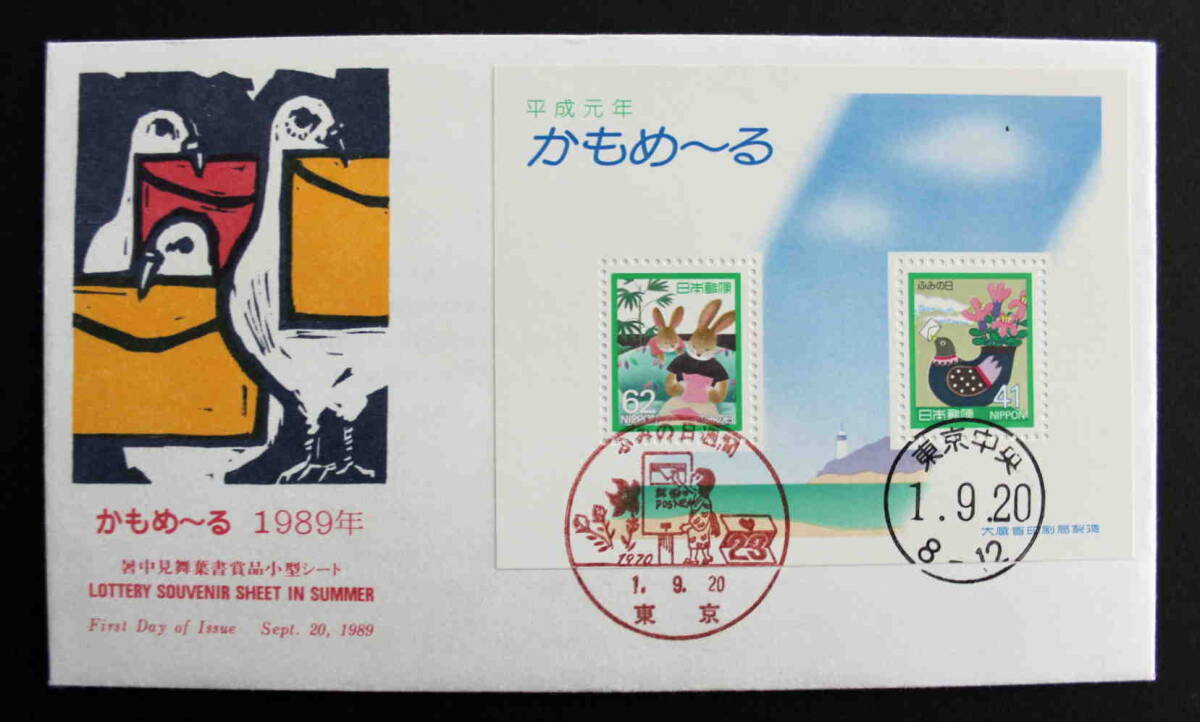 かもめ〜る 1989年
暑中見舞葉書賞品小型シート
LOTTERY SOUVENIR SHEET IN SUMMER
First Day of Issue Sept. 20, 1989
平成元年
かもめ〜る
日本郵便
62
NIPPON
ふみの日
41
日本郵便 NIPPON
ふみの日週間
23
1. 9. 20
東京
東京中央
1.9.20
8-12
大蔵省印刷局製造